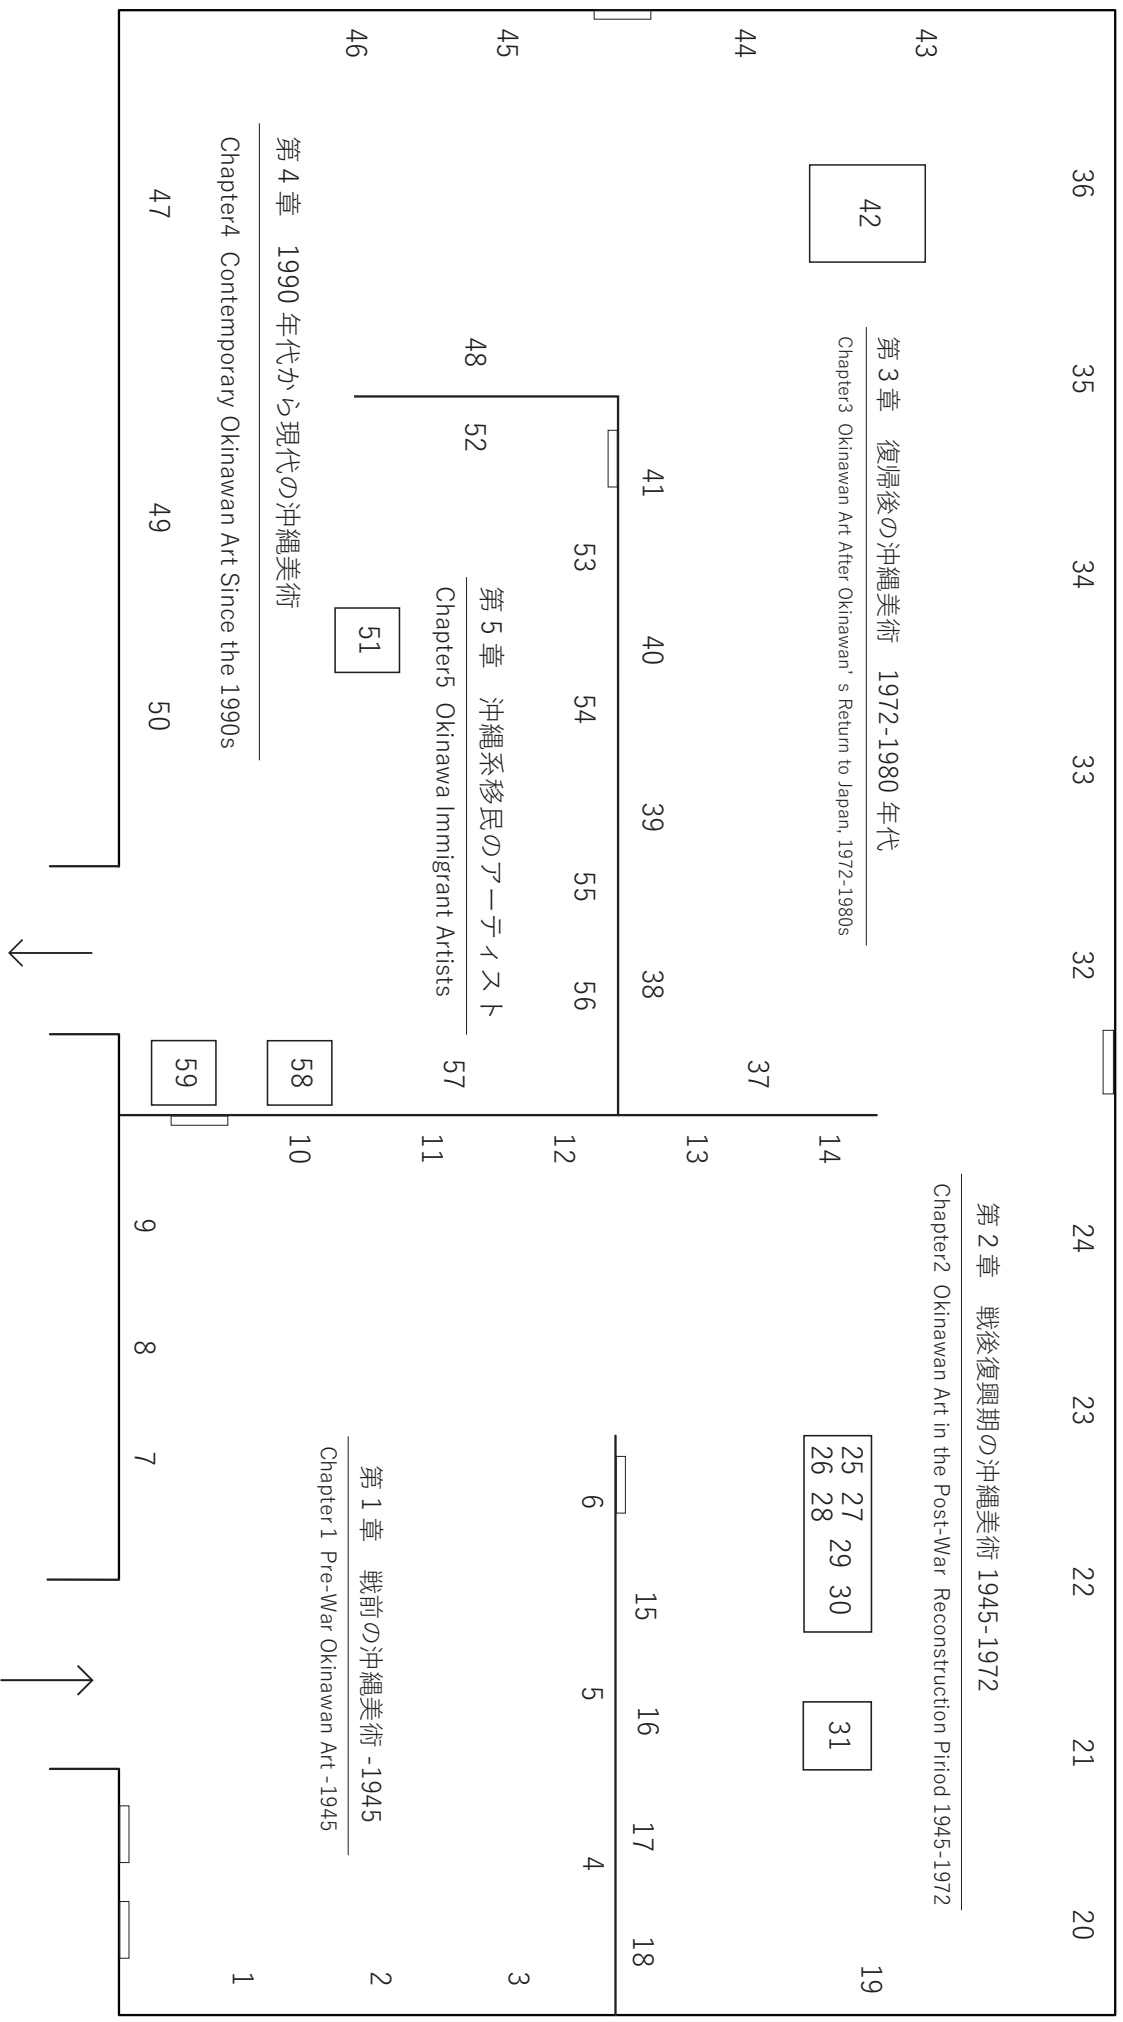 36 35 34 33 32 24 23 22 21 20
第2章 戦後復興期の沖縄美術 1945-1972
Chapter2 Okinawan Art in the Post-War Reconstruction Piriod 1945-1972
43
第3章 復帰後の沖縄美術 1972-1980年代
Chapter3 Okinawan Art After Okinawan's Return to Japan, 1972-1980s
42
19
25 27
26 28
29 30
31
14
37
44
13
41 40 39 38
15 16 17 18
53 54 55 56
6 5 4
12
45
3
第5章 沖縄系移民のアーティスト
Chapter5 Okinawa Immigrant Artists
48
52
57
11
51
第1章 戦前の沖縄美術 -1945
Chapter1 Pre-War Okinawan Art -1945
2
46
58
10
第4章 1990年代から現代の沖縄美術
Chapter4 Contemporary Okinawan Art Since the 1990s
1
59
47 49 50
9 8 7